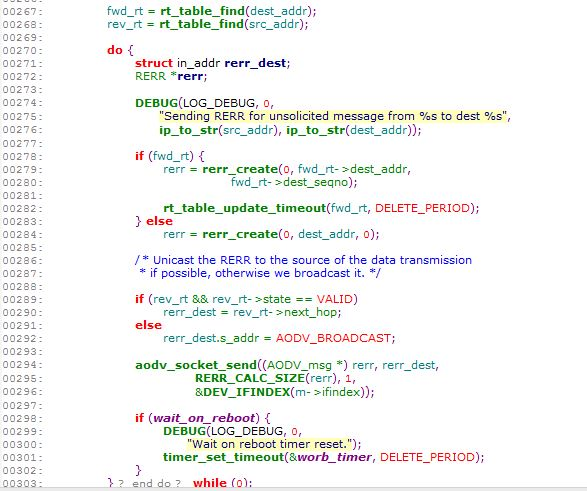 00267: fwd_rt = rt_table_find(dest_addr);
00268: rev_rt = rt_table_find(src_addr);
00269:
00270: do {
00271: struct in_addr rerr_dest;
00272: RERR *rerr;
00273:
00274: DEBUG(LOG_DEBUG, 0,
00275: "Sending RERR for unsolicited message from %s to dest %s",
00276: ip_to_str(src_addr), ip_to_str(dest_addr));
00277:
00278: if (fwd_rt) {
00279: rerr = rerr_create(0, fwd_rt->dest_addr,
00280: fwd_rt->dest_seqno);
00281:
00282: rt_table_update_timeout(fwd_rt, DELETE_PERIOD);
00283: } else
00284: rerr = rerr_create(0, dest_addr, 0);
00285:
00286: /* Unicast the RERR to the source of the data transmission
00287: * if possible, otherwise we broadcast it. */
00288:
00289: if (rev_rt && rev_rt->state == VALID)
00290: rerr_dest = rev_rt->next_hop;
00291: else
00292: rerr_dest.s_addr = AODV_BROADCAST;
00293:
00294: aodv_socket_send((AODV_msg *) rerr, rerr_dest,
00295: RERR_CALC_SIZE(rerr), 1,
00296: &DEV_IFINDEX(m->ifindex));
00297:
00298: if (wait_on_reboot) {
00299: DEBUG(LOG_DEBUG, 0,
00300: "Wait on reboot timer reset.");
00301: timer_set_timeout(&worb_timer, DELETE_PERIOD);
00302: }
00303: } ? end do ? while (0);